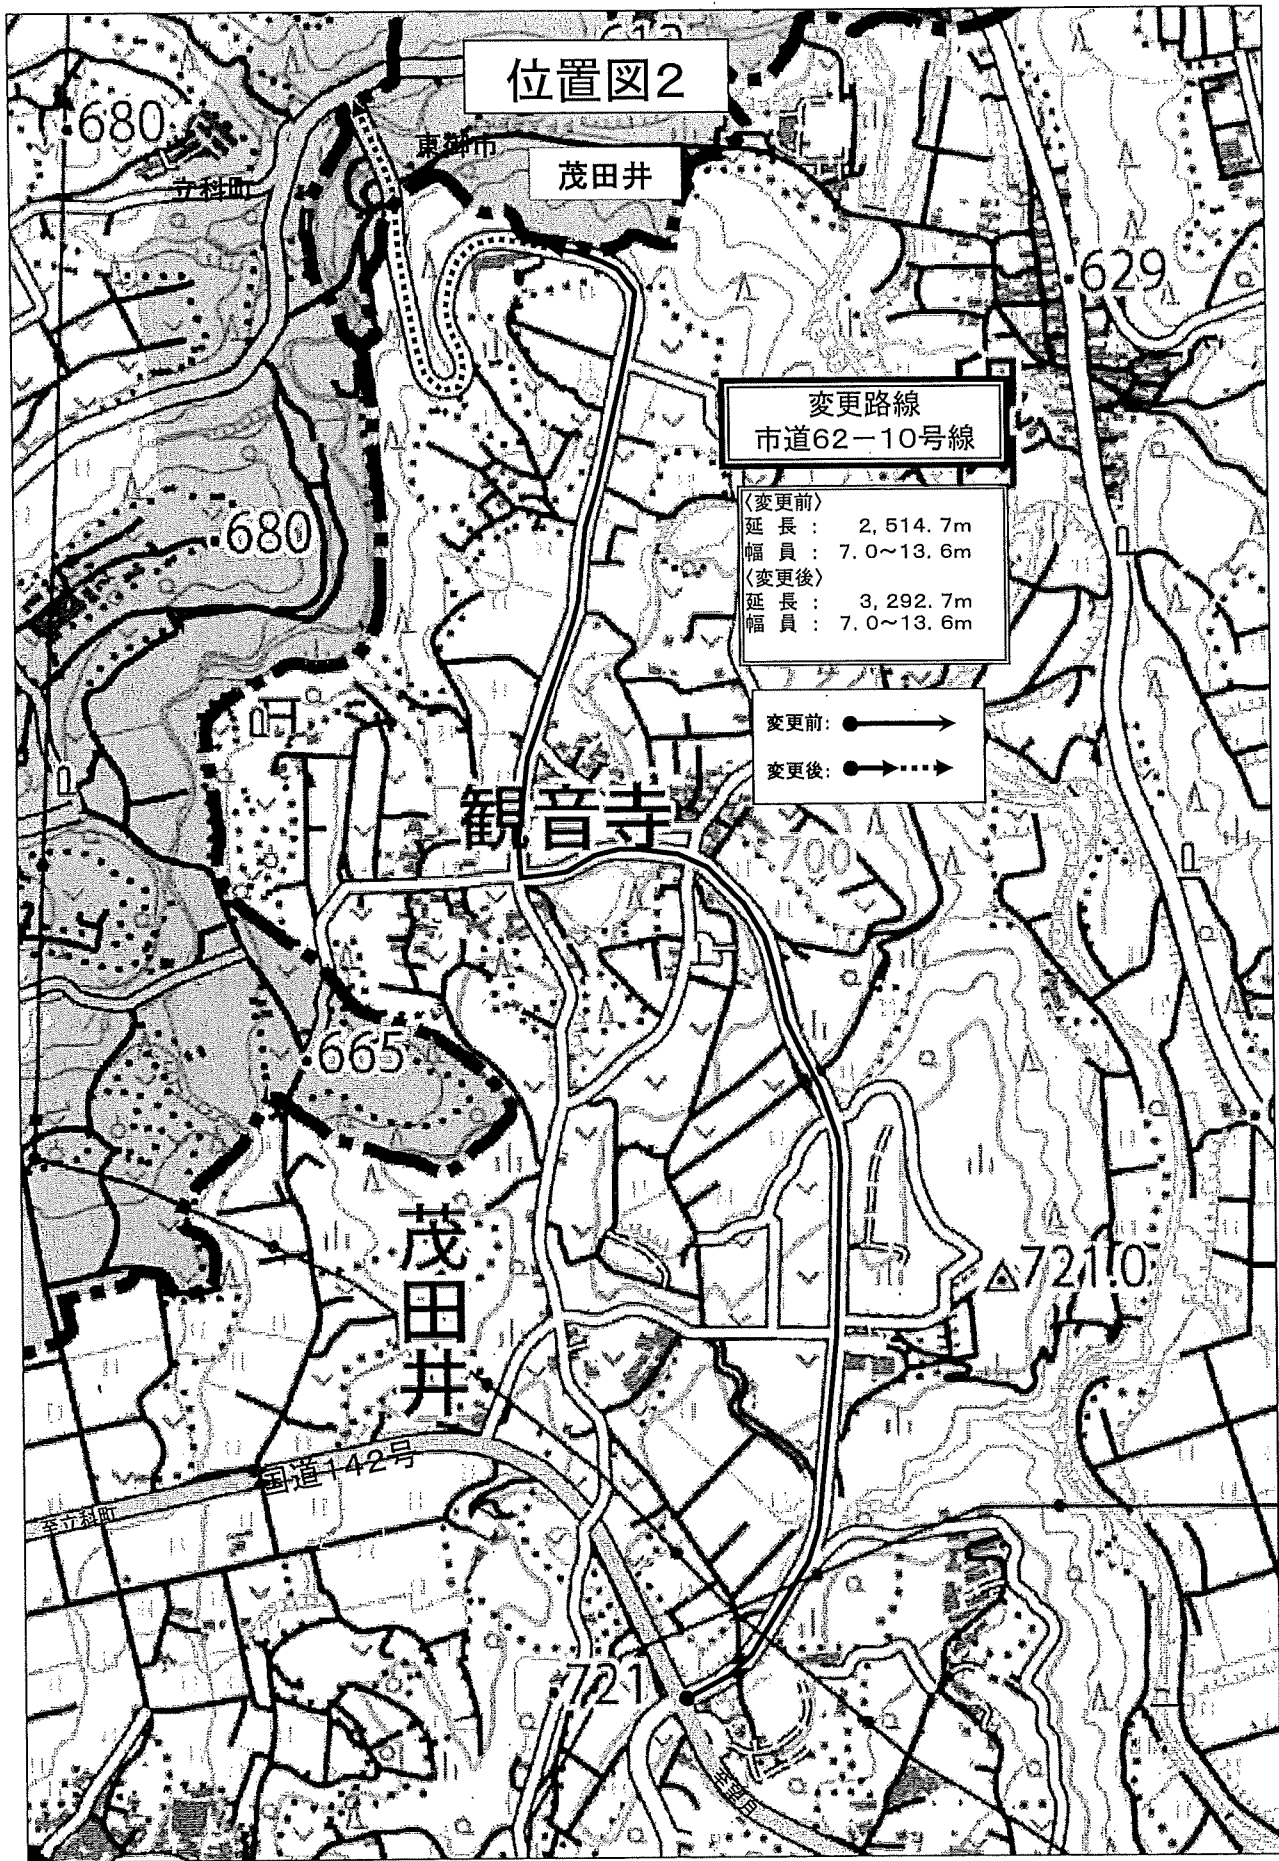 位置図2
680
東御市
立科町
茂田井
629
変更路線
市道62－10号線
〈変更前〉
延 長 : 2,514.7m
幅 員 : 7.0～13.6m
〈変更後〉
延 長 : 3,292.7m
幅 員 : 7.0～13.6m
680
変更前:
変更後:
観音寺
700
665
茂田井
721.0
国道142号
至立科町
721
至望月